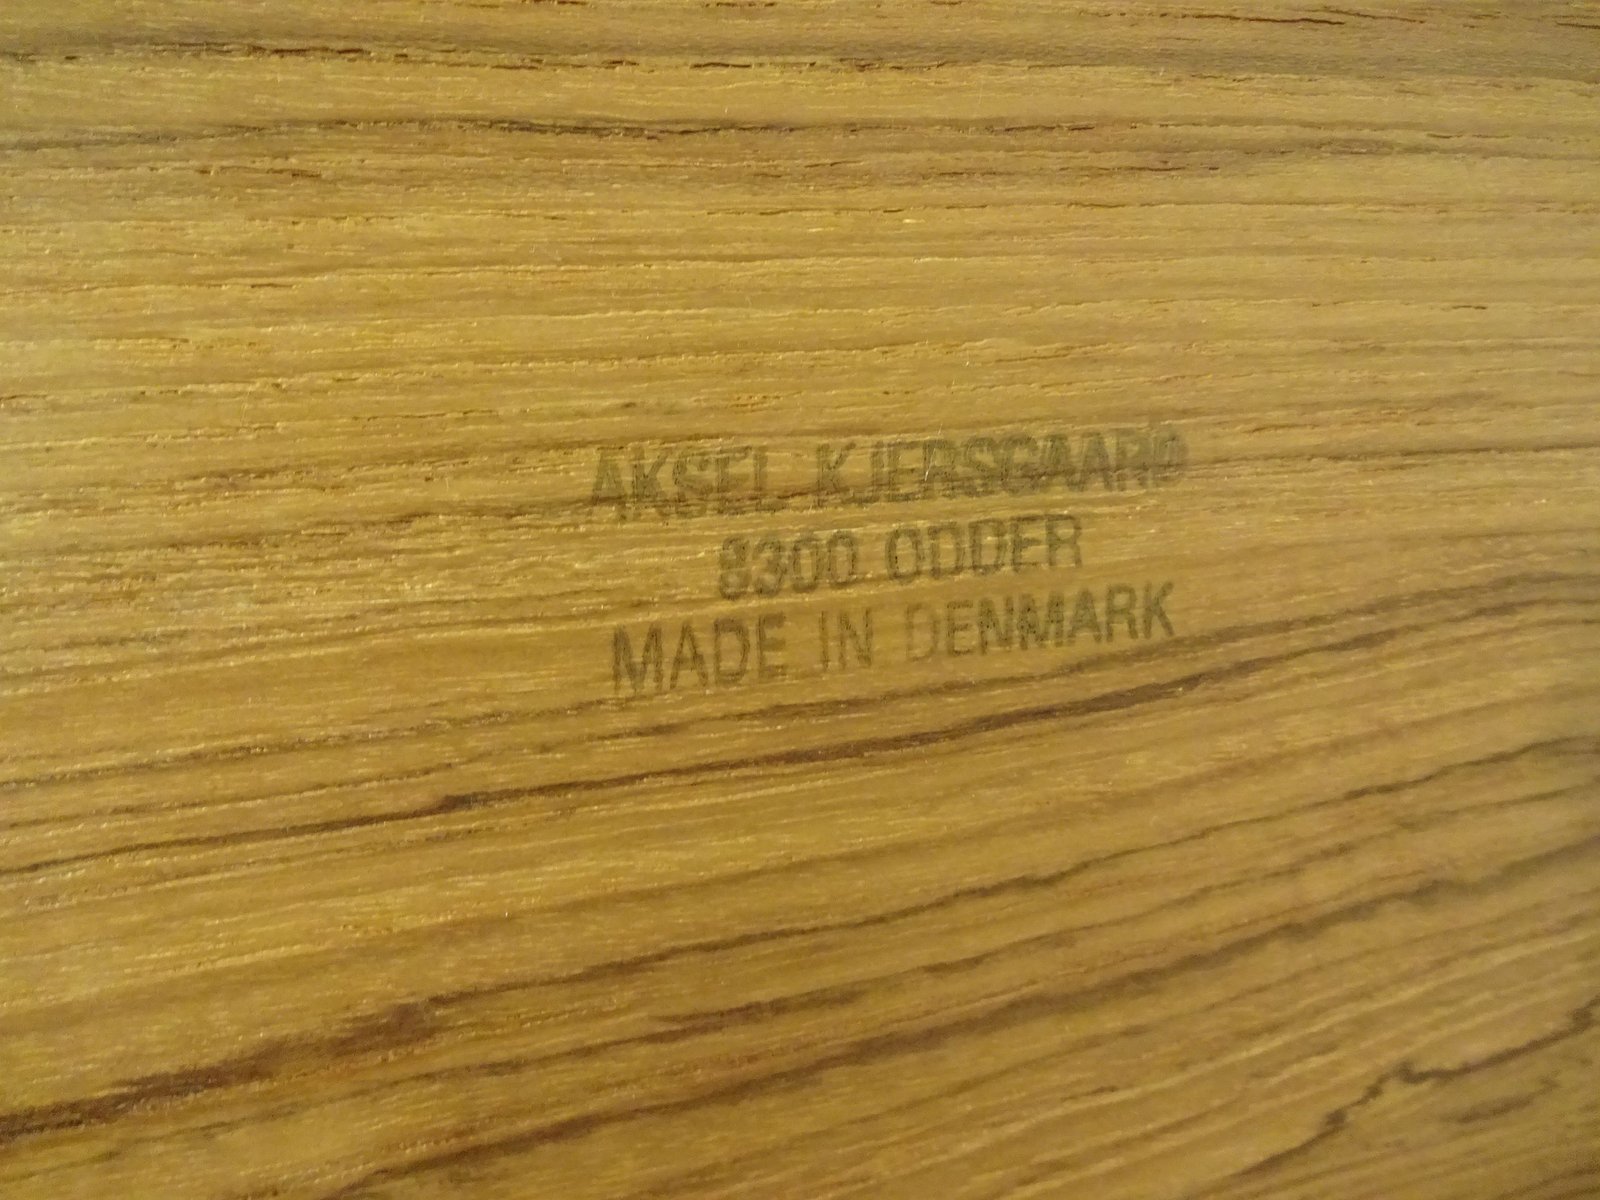 AKSEL KJERSGAARD
8300 ODDER
MADE IN DENMARK